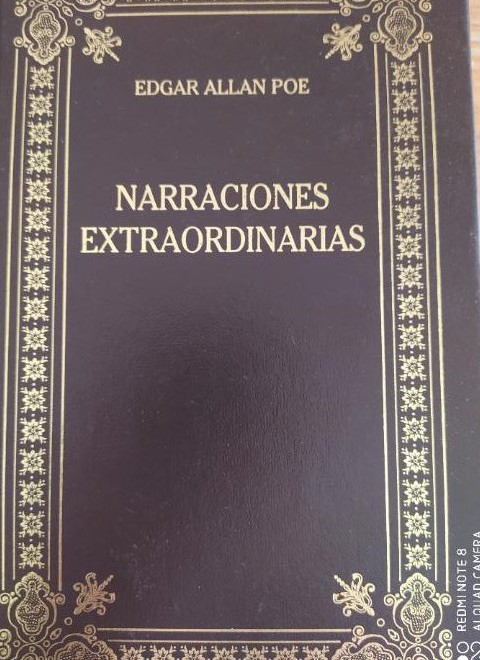 EDGAR ALLAN POE
NARRACIONES
EXTRAORDINARIAS
REDMI NOTE 8
AI QUAD CAMERA